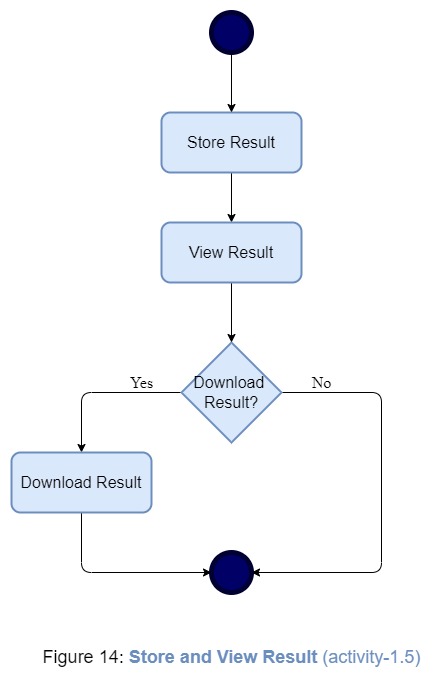 Store Result
View Result
Download
Result?
Yes
No
Download Result
Figure 14: Store and View Result (activity-1.5)